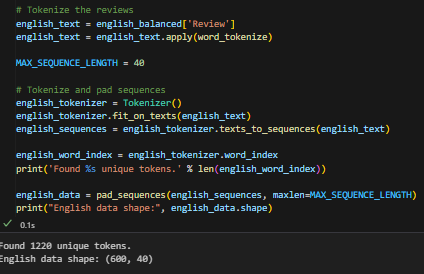 # Tokenize the reviews
english_text = english_balanced['Review']
english_text = english_text.apply(word_tokenize)
MAX_SEQUENCE_LENGTH = 40
# Tokenize and pad sequences
english_tokenizer = Tokenizer()
english_tokenizer.fit_on_texts(english_text)
english_sequences = english_tokenizer.texts_to_sequences(english_text)
english_word_index = english_tokenizer.word_index
print('Found %s unique tokens.' % len(english_word_index))
english_data = pad_sequences(english_sequences, maxlen=MAX_SEQUENCE_LENGTH)
print("English data shape:", english_data.shape)
0.1s
Found 1220 unique tokens.
English data shape: (600, 40)